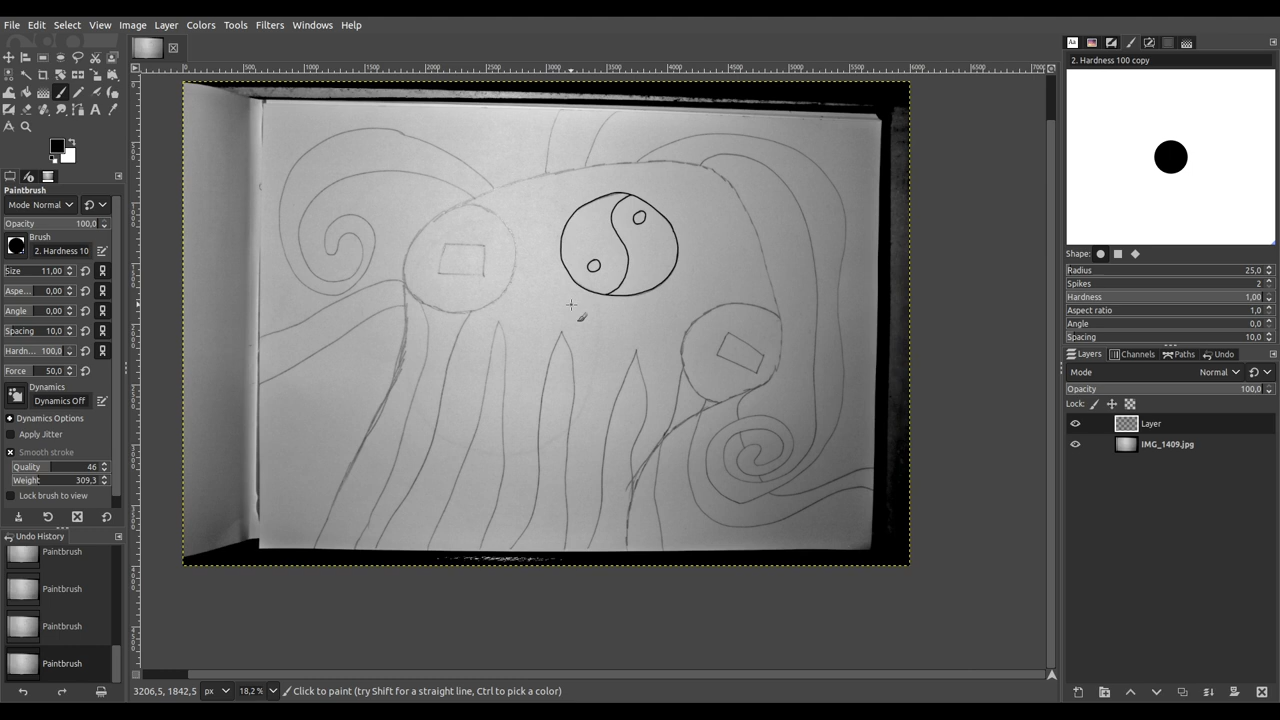 File Edit Select View Image Layer Colors Tools Filters Windows Help
Paintbrush
Mode Normal
Opacity 100,0
Brush
2. Hardness 10
Size 11,00
Aspe... 0,00
Angle 0,00
Spacing 10,0
Hardn... 100,0
Force 50,0
Dynamics
Dynamics Off
Dynamics Options
Apply Jitter
Smooth stroke
Quality 46
Weight 309,3
Lock brush to view
Undo History
Paintbrush
Paintbrush
Paintbrush
Paintbrush
3206,5, 1842,5 px 18,2% Click to paint (try Shift for a straight line, Ctrl to pick a color)
2. Hardness 100 copy
Shape:
Radius 25,0
Spikes 2
Hardness 1,00
Aspect ratio 1,0
Angle 0,0
Spacing 10,0
Layers Channels Paths Undo
Mode Normal
Opacity 100,0
Lock:
Layer
IMG_1409.jpg